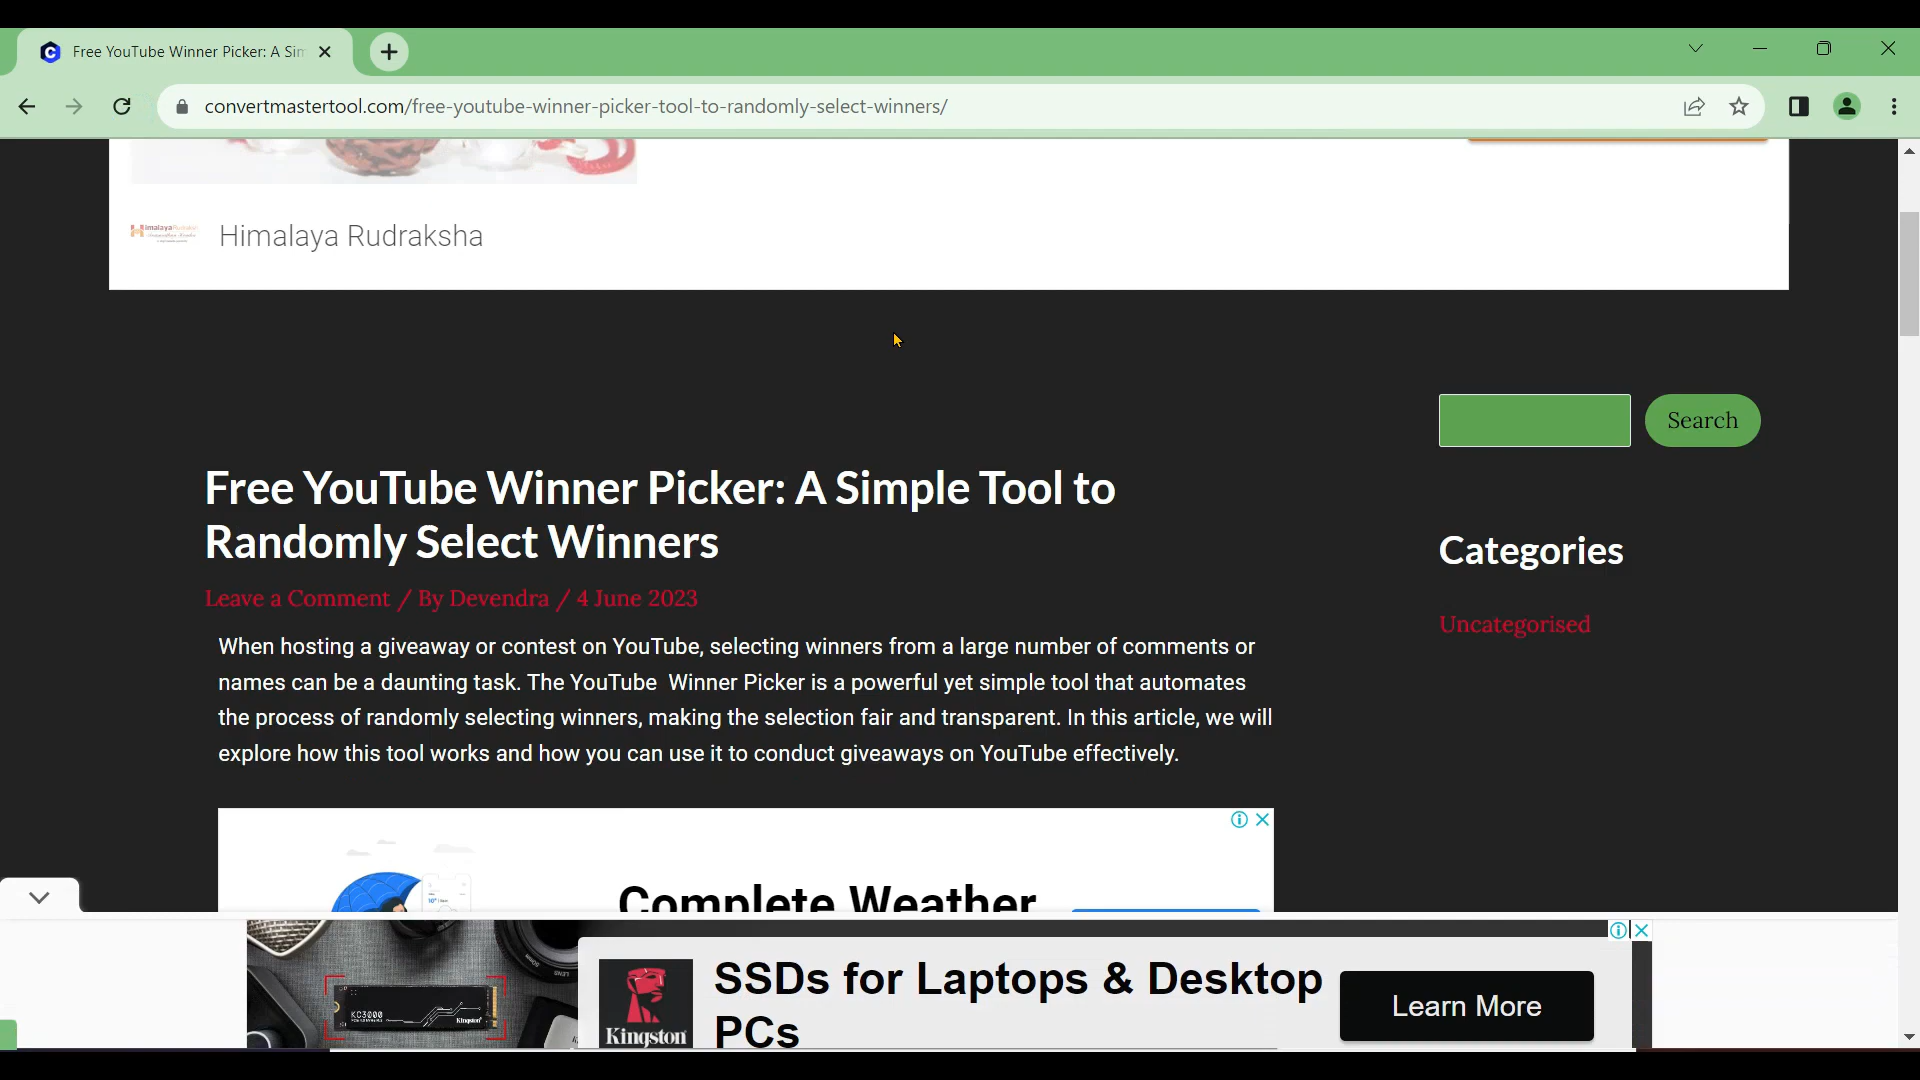 Free YouTube Winner Picker: A Sim
convertmastertool.com/free-youtube-winner-picker-tool-to-randomly-select-winners/
Himalaya Rudraksha
Search
Free YouTube Winner Picker: A Simple Tool to
Randomly Select Winners
Leave a Comment / By Devendra / 4 June 2023
Categories
Uncategorised
When hosting a giveaway or contest on YouTube, selecting winners from a large number of comments or
names can be a daunting task. The YouTube  Winner Picker is a powerful yet simple tool that automates
the process of randomly selecting winners, making the selection fair and transparent. In this article, we will
explore how this tool works and how you can use it to conduct giveaways on YouTube effectively.
Complete Weather
KC3000
Kingston
Kingston
SSDs for Laptops & Desktop
PCs
Learn More